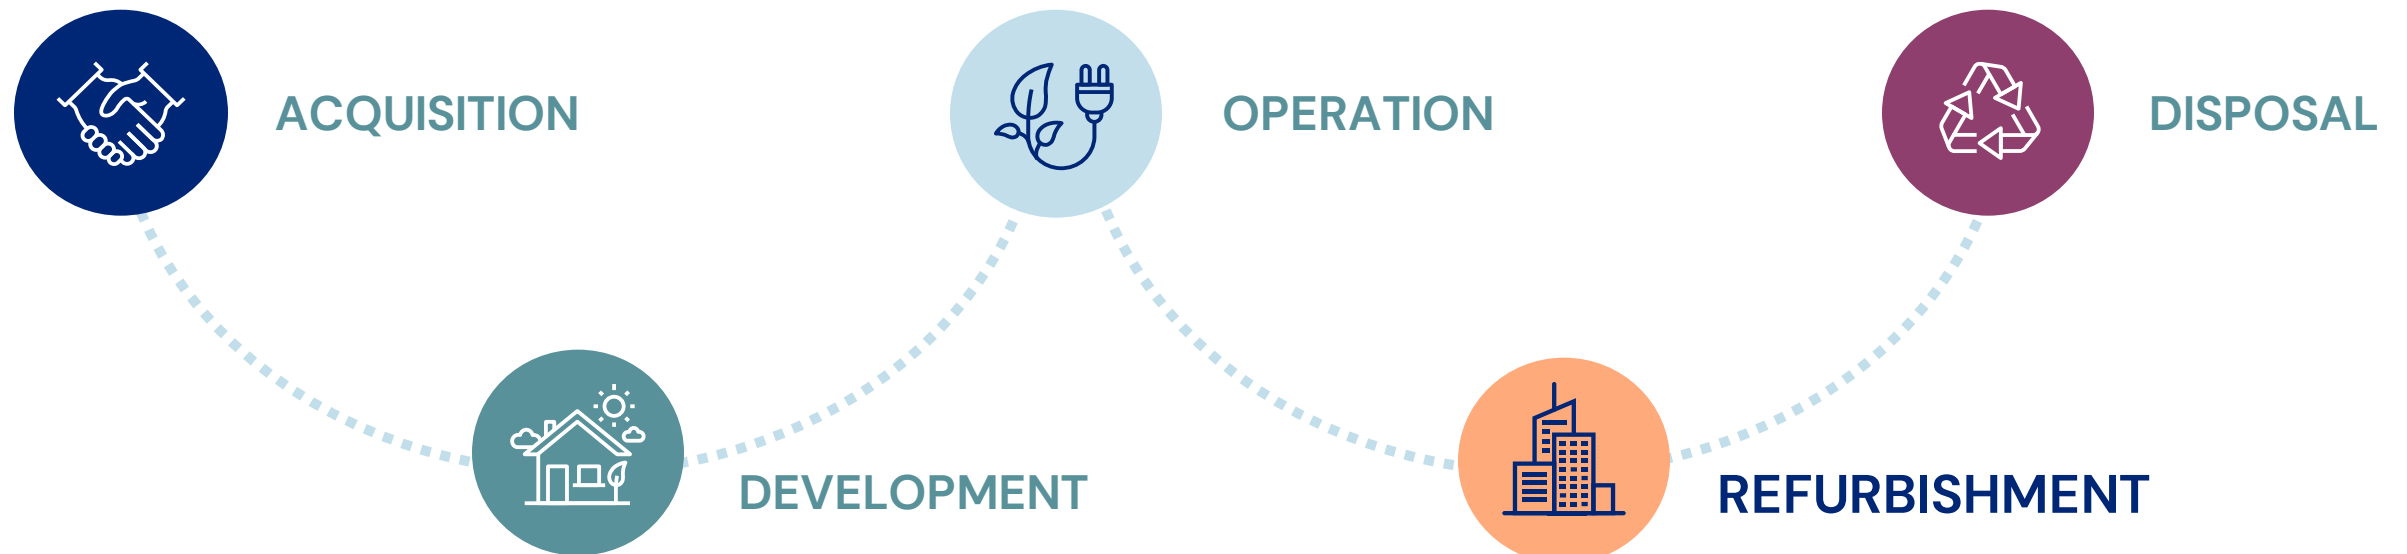 ACQUISITION
DEVELOPMENT
OPERATION
REFURBISHMENT
DISPOSAL